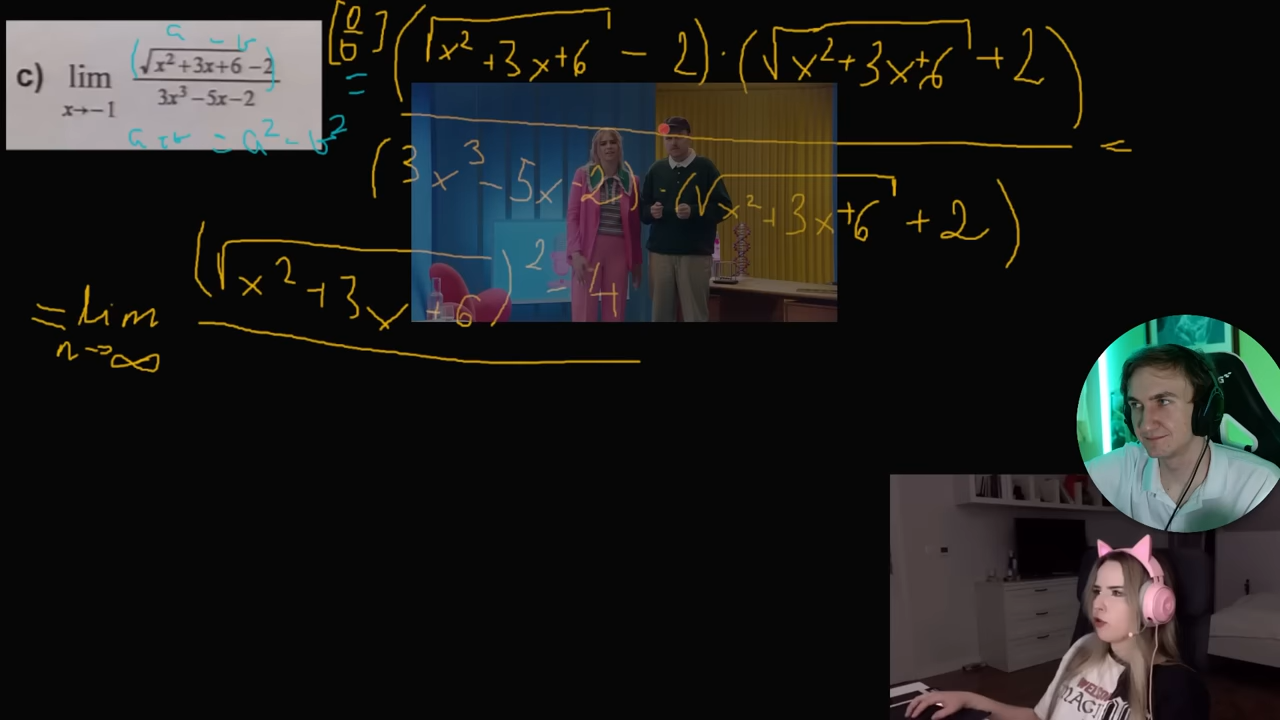 c) lim x→-1 (√x²+3x+6 -2) / 3x³-5x-2
a - b
a+b = a² - b²
[0/0] = (√x²+3x+6 - 2)·(√x²+3x+6 + 2)
(3x³-5x-2)·(√x²+3x+6 + 2) =
= lim n→∞ (√x²+3x+6)² - 4